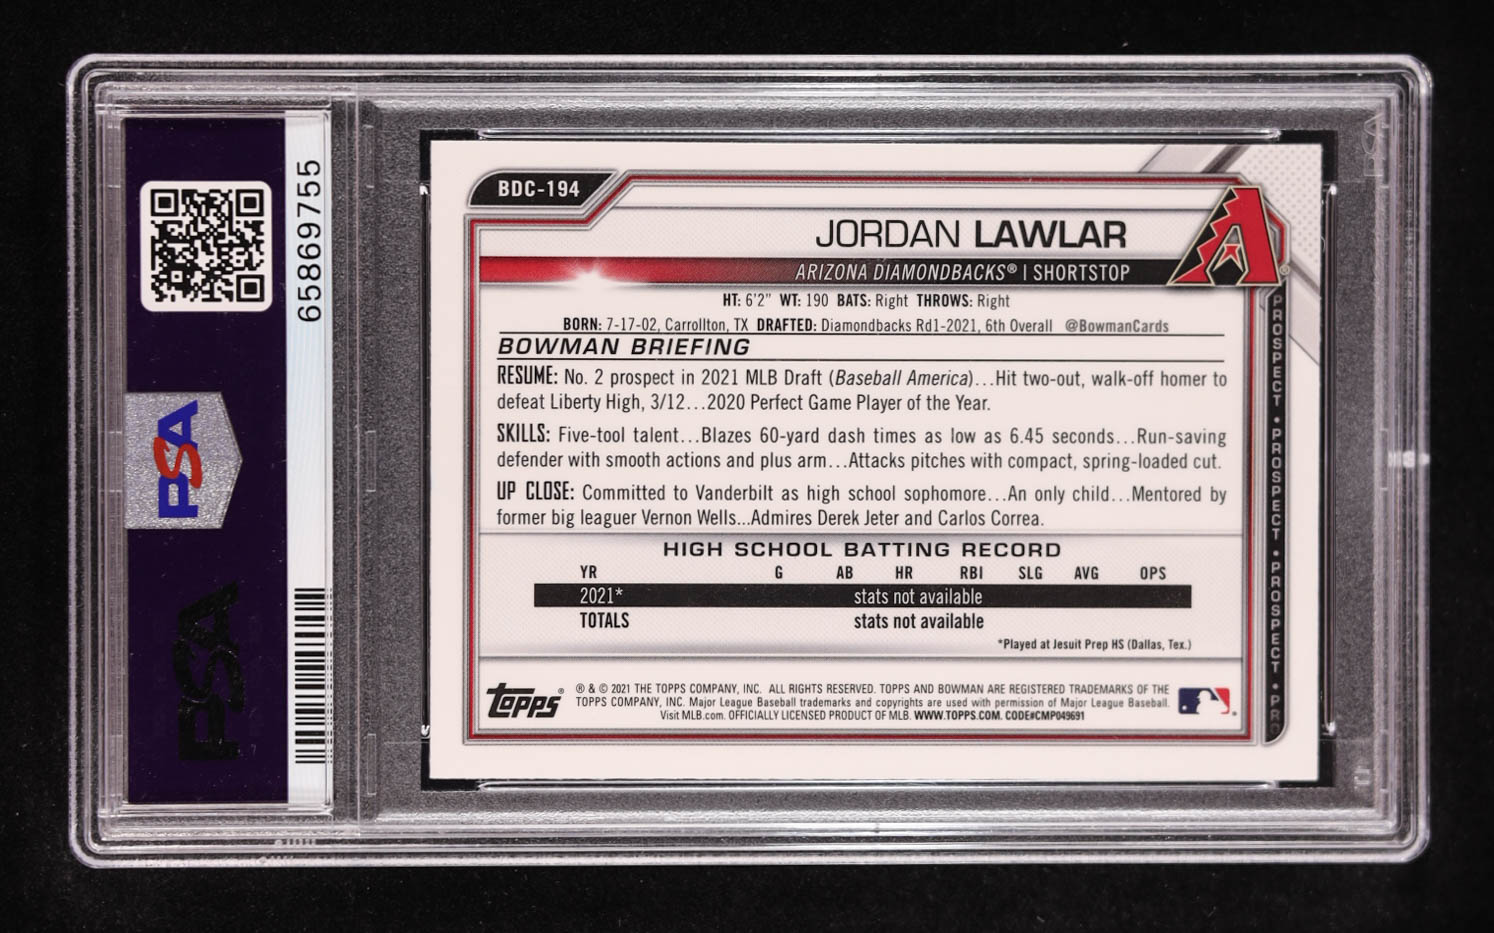 65869755
PSA
PSA
BDC-194
JORDAN LAWLAR
ARIZONA DIAMONDBACKS® | SHORTSTOP
HT: 6'2" WT: 190 BATS: Right THROWS: Right
BORN: 7-17-02, Carrollton, TX DRAFTED: Diamondbacks Rd1-2021, 6th Overall @BowmanCards
BOWMAN BRIEFING
RESUME: No. 2 prospect in 2021 MLB Draft (Baseball America)...Hit two-out, walk-off homer to
defeat Liberty High, 3/12...2020 Perfect Game Player of the Year.
SKILLS: Five-tool talent...Blazes 60-yard dash times as low as 6.45 seconds...Run-saving
defender with smooth actions and plus arm...Attacks pitches with compact, spring-loaded cut.
UP CLOSE: Committed to Vanderbilt as high school sophomore...An only child...Mentored by
former big leaguer Vernon Wells...Admires Derek Jeter and Carlos Correa.
HIGH SCHOOL BATTING RECORD
YR G AB HR RBI SLG AVG OPS
2021* stats not available
TOTALS stats not available
*Played at Jesuit Prep HS (Dallas, Tex.)
Topps®
® & © 2021 THE TOPPS COMPANY, INC. ALL RIGHTS RESERVED. TOPPS AND BOWMAN ARE REGISTERED TRADEMARKS OF THE
TOPPS COMPANY, INC. Major League Baseball trademarks and copyrights are used with permission of Major League Baseball.
Visit MLB.com. OFFICIALLY LICENSED PRODUCT OF MLB. WWW.TOPPS.COM. CODE#CMP049691
PROSPECT • PROSPECT • PROSPECT • PRO